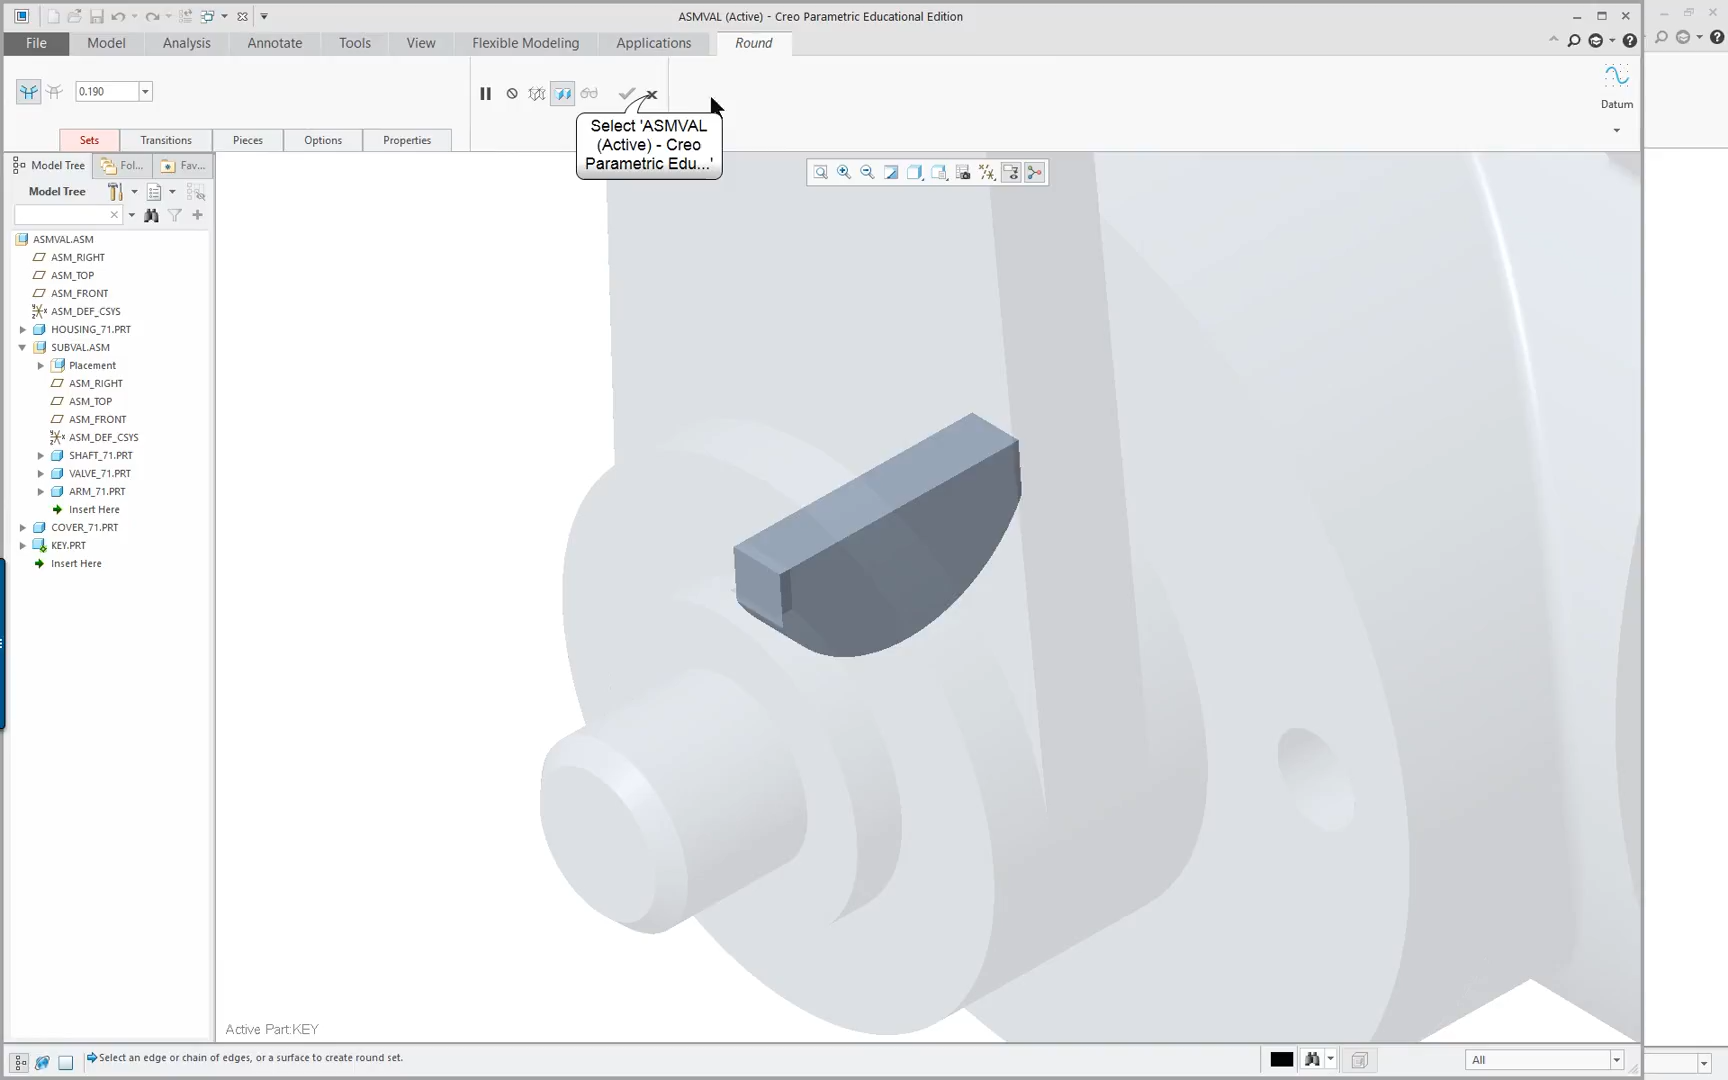 ASMVAL (Active) - Creo Parametric Educational Edition
File Model Analysis Annotate Tools View Flexible Modeling Applications Round
0.190
Datum
Sets Transitions Pieces Options Properties
Select 'ASMVAL
(Active) - Creo
Parametric Edu...'
Model Tree Fol... Fav...
Model Tree
ASMVAL.ASM
ASM_RIGHT
ASM_TOP
ASM_FRONT
ASM_DEF_CSYS
HOUSING_71.PRT
SUBVAL.ASM
Placement
ASM_RIGHT
ASM_TOP
ASM_FRONT
ASM_DEF_CSYS
SHAFT_71.PRT
VALVE_71.PRT
ARM_71.PRT
Insert Here
COVER_71.PRT
KEY.PRT
Insert Here
Active Part:KEY
Select an edge or chain of edges, or a surface to create round set.
All